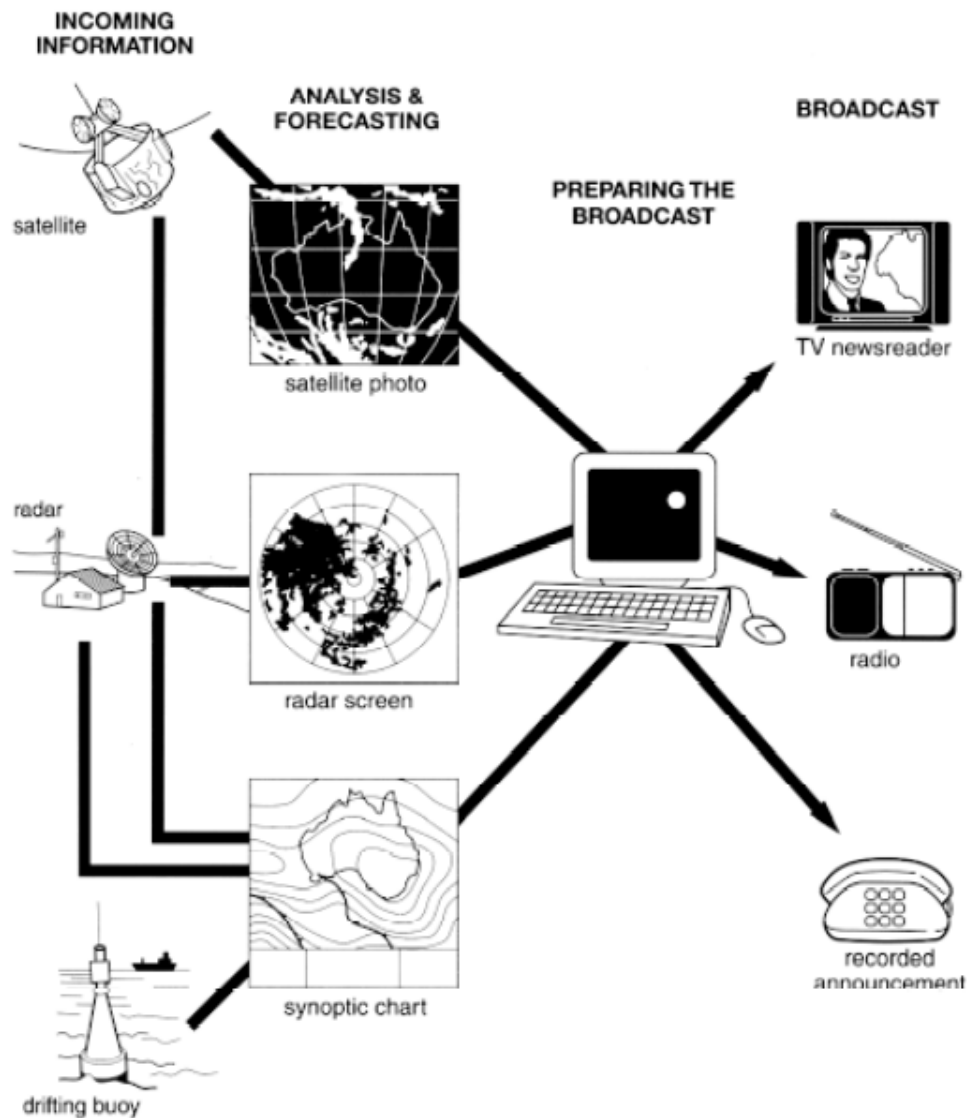 INCOMING
INFORMATION
satellite
radar
drifting buoy
ANALYSIS &
FORECASTING
satellite photo
radar screen
synoptic chart
PREPARING THE
BROADCAST
BROADCAST
TV newsreader
radio
recorded
announcement